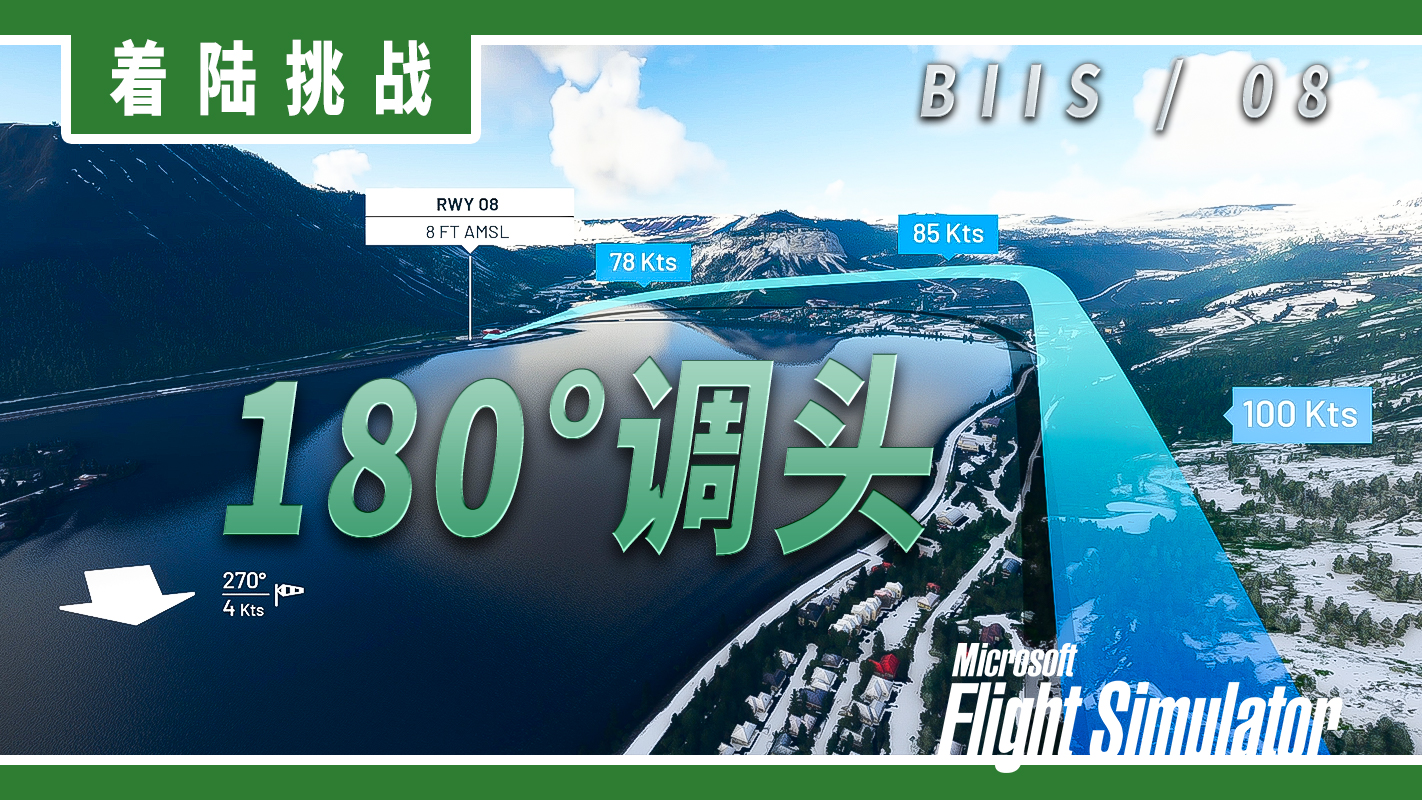 着陆挑战
BIIS / 08
RWY 08
8 FT AMSL
85 Kts
78 Kts
100 Kts
180°调头
270°
4 Kts
Microsoft
Flight Simulator